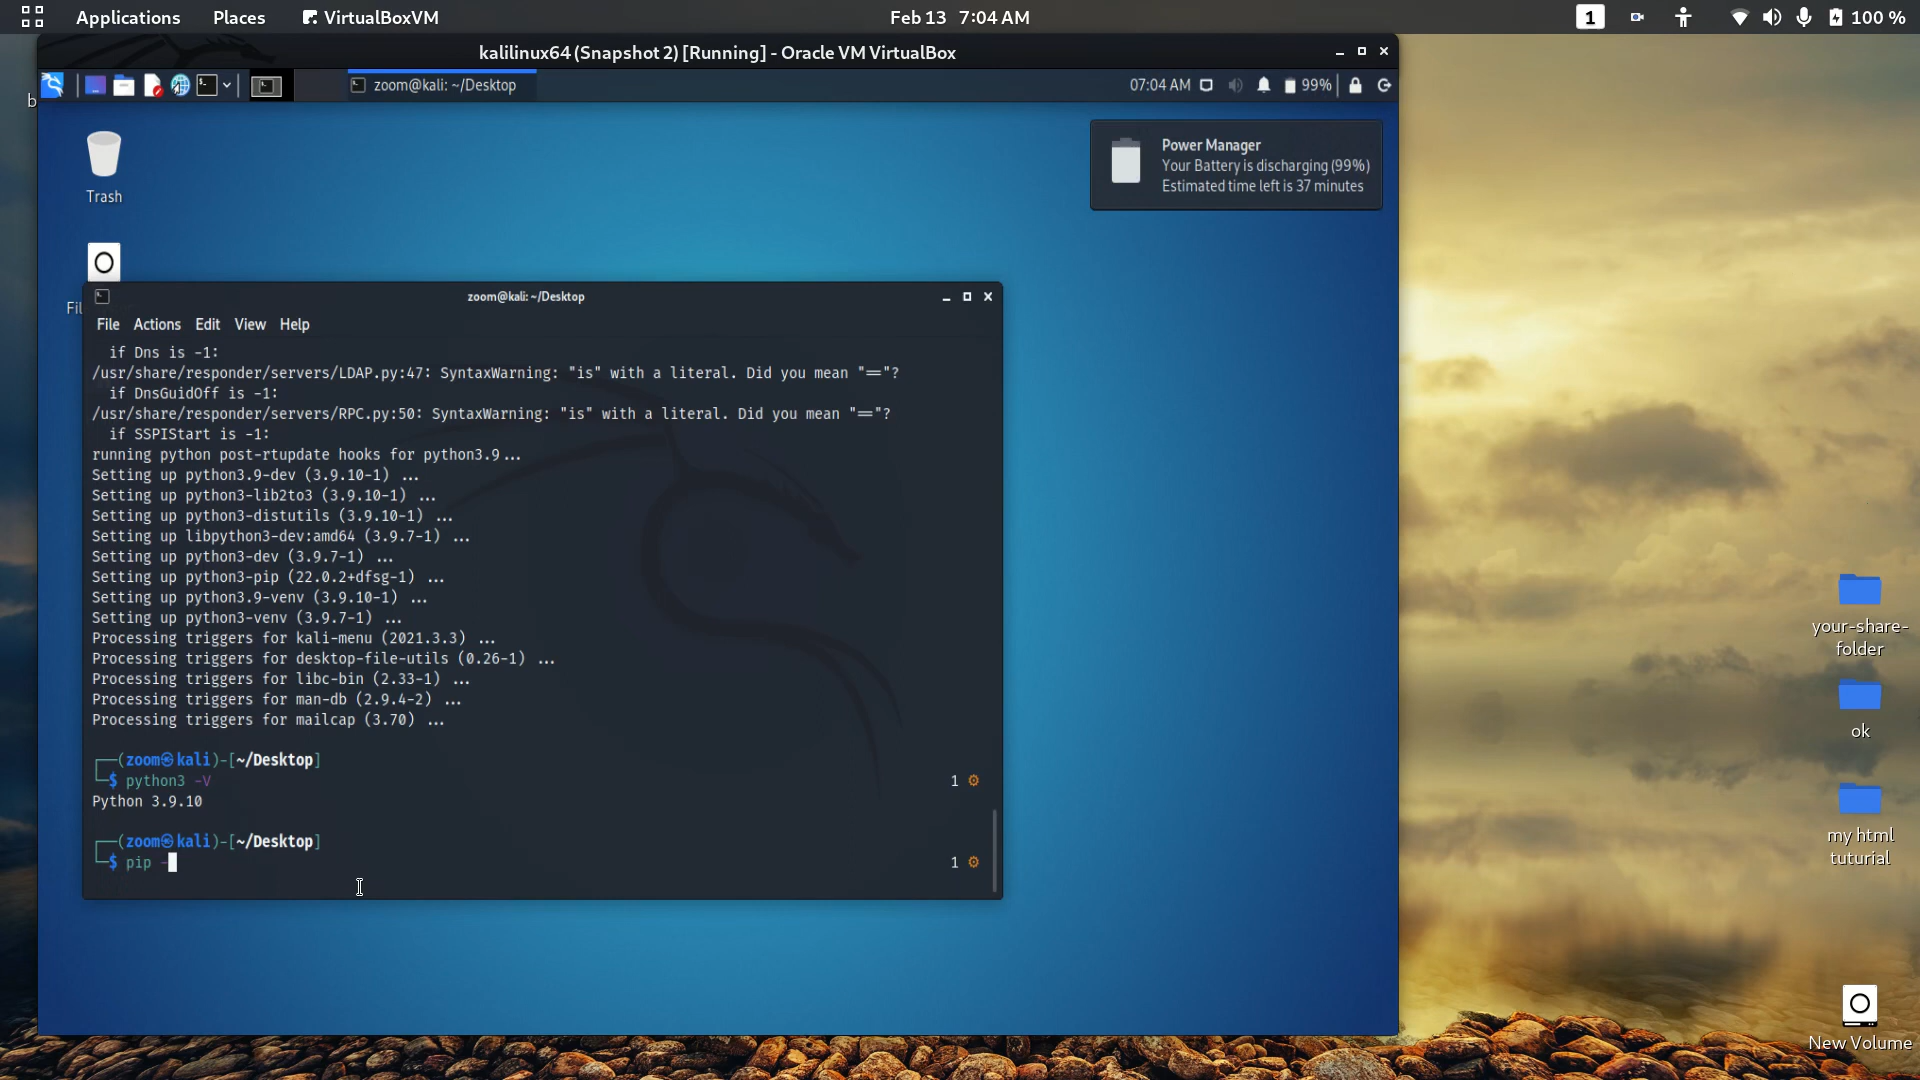 Applications Places VirtualBoxVM Feb 13 7:04 AM 1 100 %
kalilinux64 (Snapshot 2) [Running] - Oracle VM VirtualBox
zoom@kali: ~/Desktop 07:04 AM 99%
b
Trash
Power Manager
Your Battery is discharging (99%)
Estimated time left is 37 minutes
zoom@kali: ~/Desktop
File Actions Edit View Help
if Dns is -1:
/usr/share/responder/servers/LDAP.py:47: SyntaxWarning: "is" with a literal. Did you mean "=="?
if DnsGuidOff is -1:
/usr/share/responder/servers/RPC.py:50: SyntaxWarning: "is" with a literal. Did you mean "=="?
if SSPIStart is -1:
running python post-rtupdate hooks for python3.9...
Setting up python3.9-dev (3.9.10-1) ...
Setting up python3-lib2to3 (3.9.10-1) ...
Setting up python3-distutils (3.9.10-1) ...
Setting up libpython3-dev:amd64 (3.9.7-1) ...
Setting up python3-dev (3.9.7-1) ...
Setting up python3-pip (22.0.2+dfsg-1) ...
Setting up python3.9-venv (3.9.10-1) ...
Setting up python3-venv (3.9.7-1) ...
Processing triggers for kali-menu (2021.3.3) ...
Processing triggers for desktop-file-utils (0.26-1) ...
Processing triggers for libc-bin (2.33-1) ...
Processing triggers for man-db (2.9.4-2) ...
Processing triggers for mailcap (3.70) ...
┌──(zoom㉿kali)-[~/Desktop]
└─$ python3 -V 1 ⚙
Python 3.9.10
┌──(zoom㉿kali)-[~/Desktop]
└─$ pip - 1 ⚙
your-share-
folder
ok
my html
tuturial
New Volume